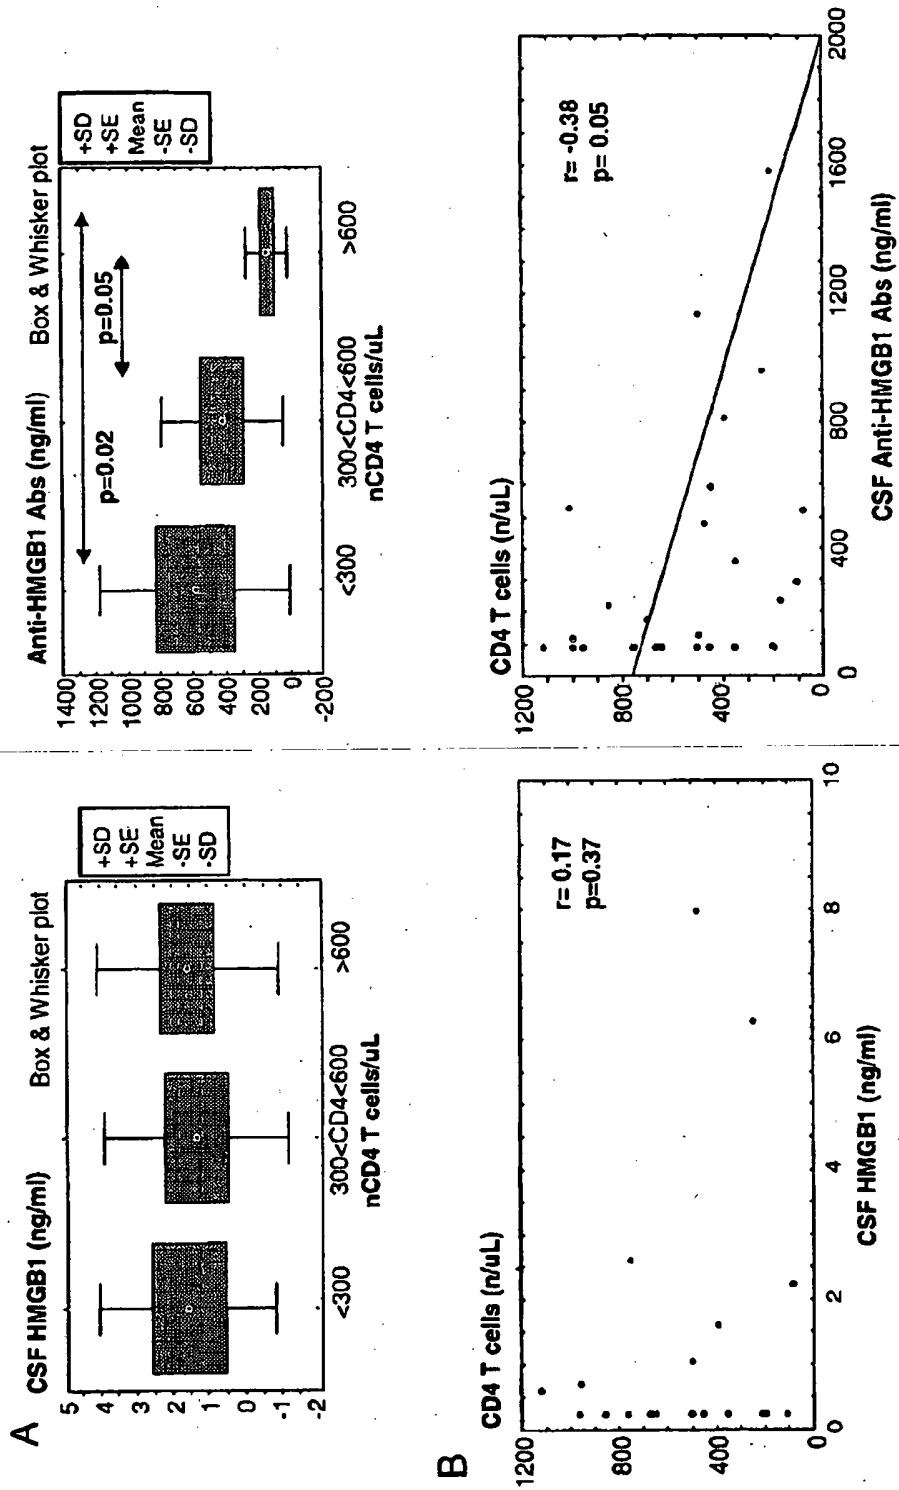 A
CSF HMGB1 (ng/ml)
Box & Whisker plot
5
4
3
2
1
0
-1
-2
<300
300<CD4<600
>600
nCD4 T cells/uL
+SD
+SE
Mean
-SE
-SD
Anti-HMGB1 Abs (ng/ml)
Box & Whisker plot
1400
1200
1000
800
600
400
200
0
-200
p=0.02
p=0.05
<300
300<CD4<600
>600
nCD4 T cells/uL
+SD
+SE
Mean
-SE
-SD
B
CD4 T cells (n/uL)
1200
800
400
0
r= 0.17
p=0.37
0 2 4 6 8 10
CSF HMGB1 (ng/ml)
CD4 T cells (n/uL)
1200
800
400
0
r= -0.38
p= 0.05
0 400 800 1200 1600 2000
CSF Anti-HMGB1 Abs (ng/ml)